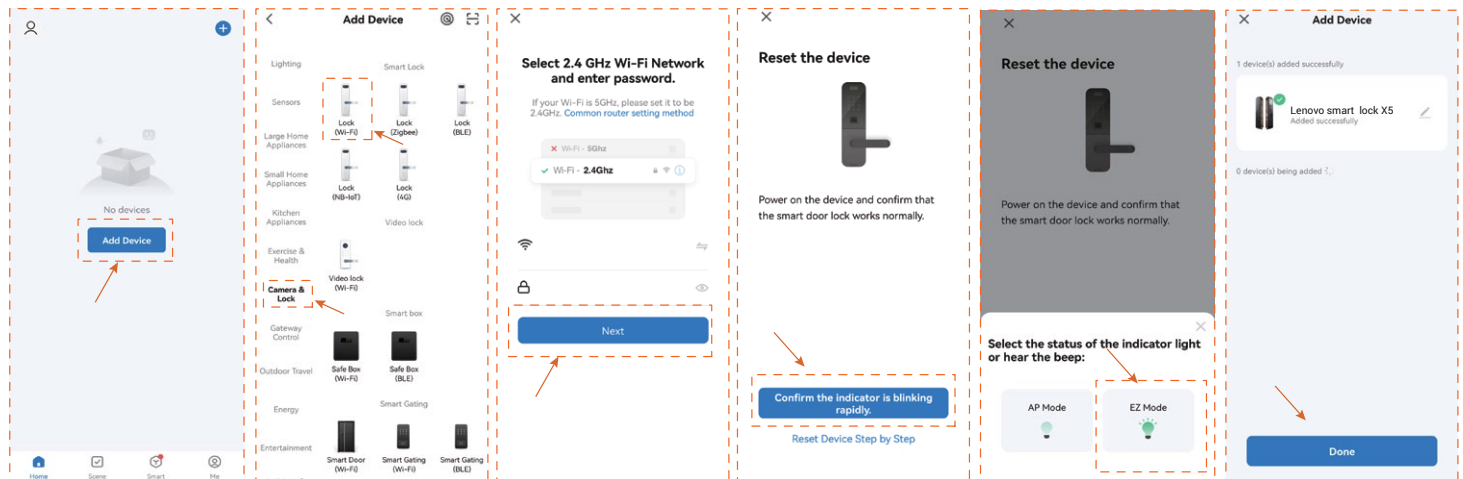 No devices
Add Device
Home
Scene
Smart
Me
Add Device
Lighting
Sensors
Large Home
Appliances
Small Home
Appliances
Kitchen
Appliances
Exercise &
Health
Camera &
Lock
Gateway
Control
Outdoor Travel
Energy
Entertainment
Smart Lock
Lock
(Wi-Fi)
Lock
(Zigbee)
Lock
(BLE)
Lock
(NB-IoT)
Lock
(4G)
Video lock
Video lock
(Wi-Fi)
Smart box
Safe Box
(Wi-Fi)
Safe Box
(BLE)
Smart Gating
Smart Door
(Wi-Fi)
Smart Gating
(Wi-Fi)
Smart Gating
(BLE)
Select 2.4 GHz Wi-Fi Network
and enter password.
If your Wi-Fi is 5GHz, please set it to be
2.4GHz. Common router setting method
Wi-Fi - 5Ghz
Wi-Fi - 2.4Ghz
Next
Reset the device
Power on the device and confirm that
the smart door lock works normally.
Confirm the indicator is blinking
rapidly.
Reset Device Step by Step
Reset the device
Power on the device and confirm that
the smart door lock works normally.
Select the status of the indicator light
or hear the beep:
AP Mode
EZ Mode
Add Device
1 device(s) added successfully
Lenovo smart lock X5
Added successfully
0 device(s) being added
Done